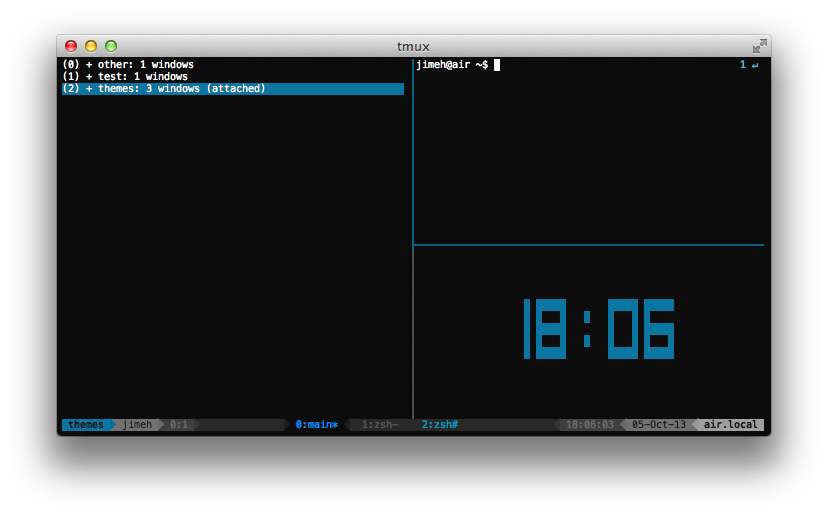 tmux
(0) + other: 1 windows
(1) + test: 1 windows
(2) + themes: 3 windows (attached)
jimeh@air ~$ 1 ↵
18:06
themes jimeh 0:1 0:main* 1:zsh- 2:zsh# 18:06:03 05-Oct-13 air.local